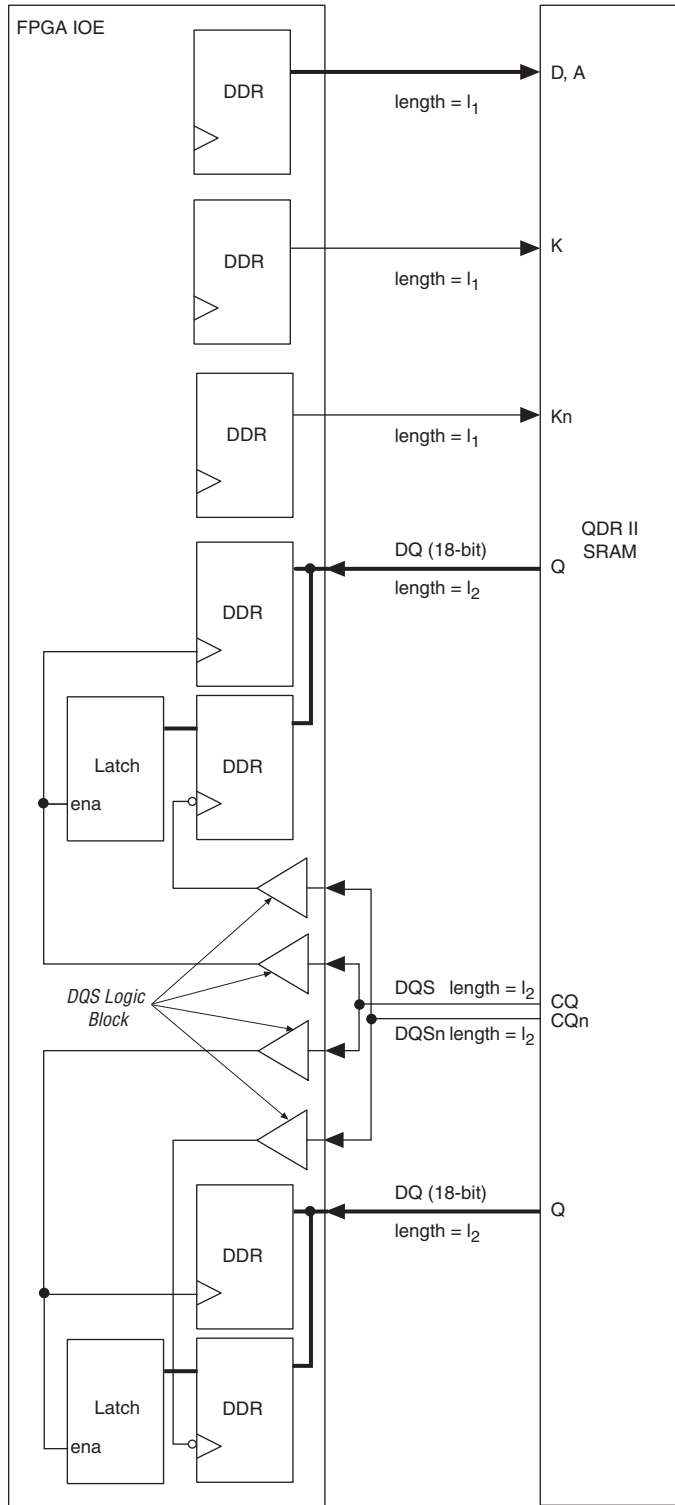 FPGA IOE
DDR
D, A
length = l1
DDR
K
length = l1
DDR
Kn
length = l1
QDR II
SRAM
DQ (18-bit)
Q
length = l2
DDR
Latch
ena
DDR
DQS Logic
Block
DQS length = l2
CQ
DQSn length = l2
CQn
DQ (18-bit)
Q
length = l2
DDR
Latch
ena
DDR